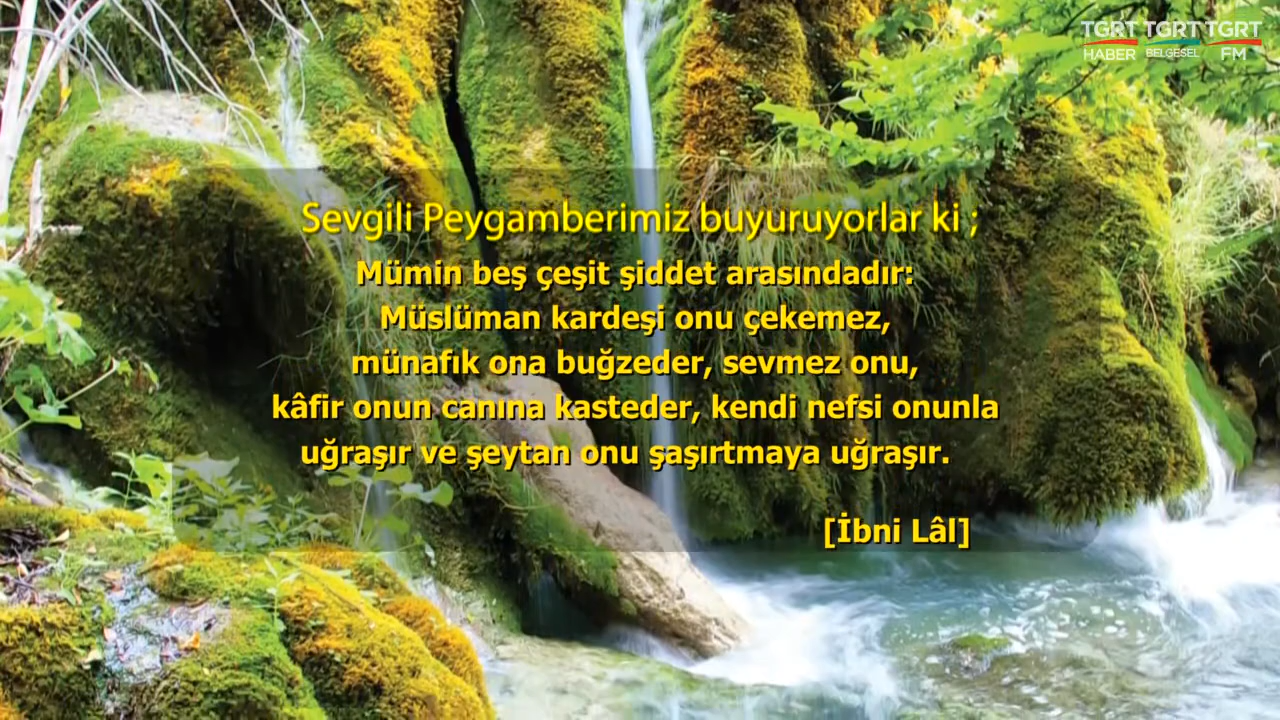 TGRT TGRT TGRT
HABER BELGESEL FM
Sevgili Peygamberimiz buyuruyorlar ki ;
Mümin beş çeşit şiddet arasındadır:
Müslüman kardeşi onu çekemez,
münafık ona buğzeder, sevmez onu,
kâfir onun canına kasteder, kendi nefsi onunla
uğraşır ve şeytan onu şaşırtmaya uğraşır.
[İbni Lâl]